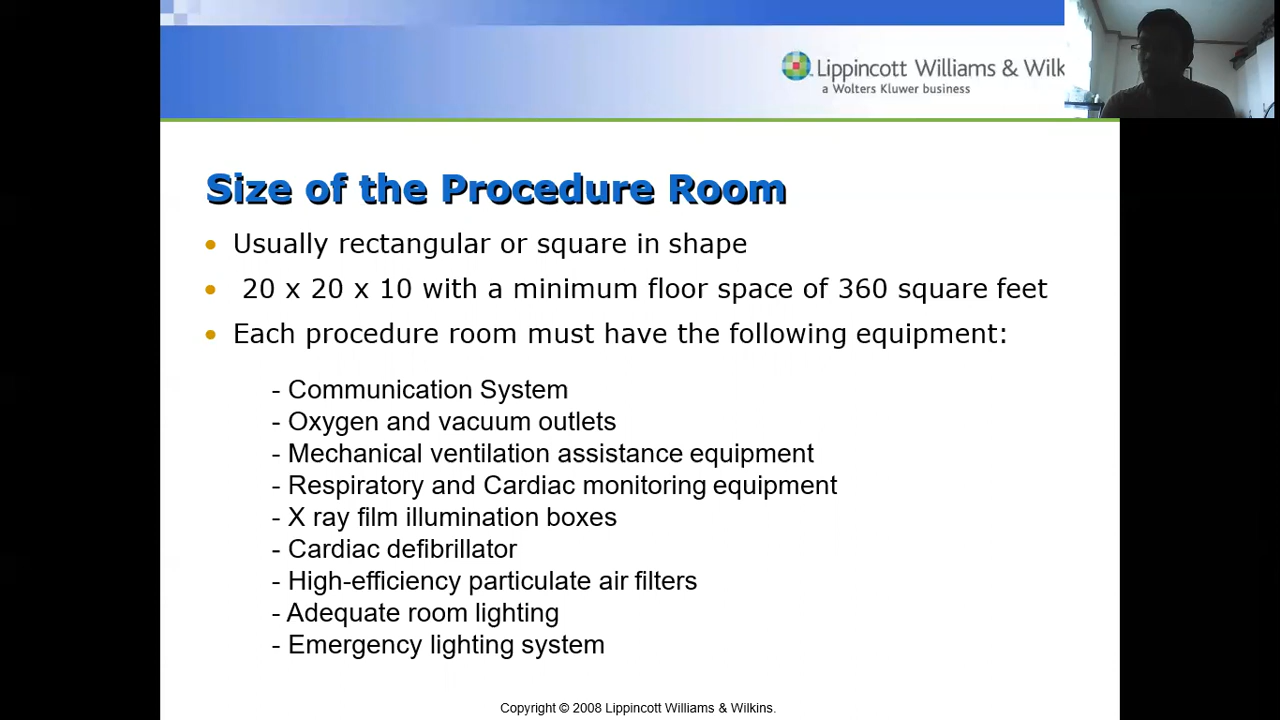 Lippincott Williams & Wilk
a Wolters Kluwer business
Size of the Procedure Room
• Usually rectangular or square in shape
• 20 x 20 x 10 with a minimum floor space of 360 square feet
• Each procedure room must have the following equipment:
- Communication System
- Oxygen and vacuum outlets
- Mechanical ventilation assistance equipment
- Respiratory and Cardiac monitoring equipment
- X ray film illumination boxes
- Cardiac defibrillator
- High-efficiency particulate air filters
- Adequate room lighting
- Emergency lighting system
Copyright © 2008 Lippincott Williams & Wilkins.